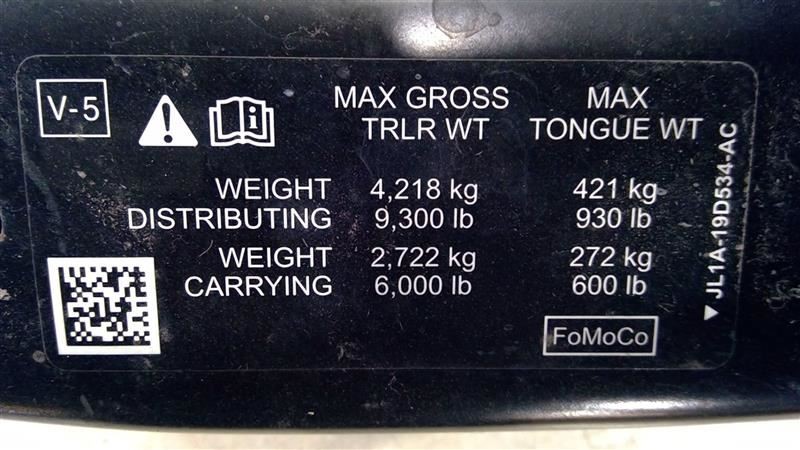 V-5
MAX GROSS
TRLR WT
MAX
TONGUE WT
WEIGHT
DISTRIBUTING
4,218 kg
9,300 lb
421 kg
930 lb
WEIGHT
CARRYING
2,722 kg
6,000 lb
272 kg
600 lb
FoMoCo
JL1A-19D534-AC